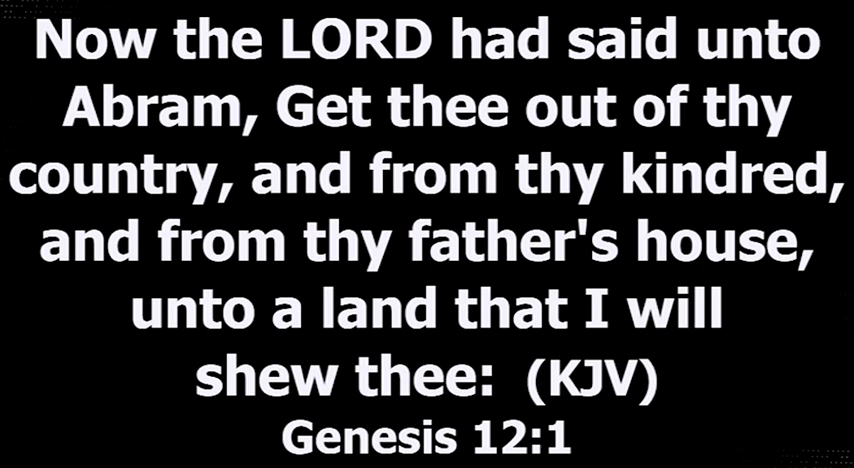 Now the LORD had said unto
Abram, Get thee out of thy
country, and from thy kindred,
and from thy father's house,
unto a land that I will
shew thee: (KJV)
Genesis 12:1